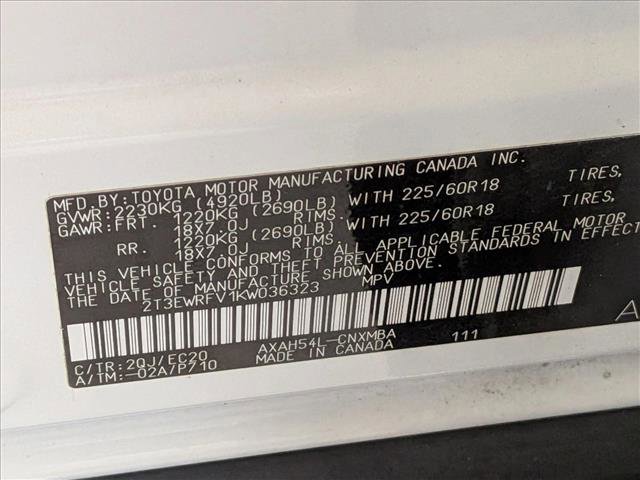 MFD.BY:TOYOTA MOTOR MANUFACTURING CANADA INC.
GVWR:2230KG (4920LB)
GAWR:FRT. 1220KG (2690LB) WITH 225/60R18 TIRES,
18X7.0J RIMS.
RR. 1220KG (2690LB) WITH 225/60R18 TIRES,
18X7.0J RIMS.
THIS VEHICLE CONFORMS TO ALL APPLICABLE FEDERAL MOTOR
VEHICLE SAFETY AND THEFT PREVENTION STANDARDS IN EFFECT
THE DATE OF MANUFACTURE SHOWN ABOVE.
2T3EWRFV1KW036323 MPV
C/TR:2QJ/EC20 AXAH54L-CNXMBA 111
A/TM:-02A/P710 MADE IN CANADA
A